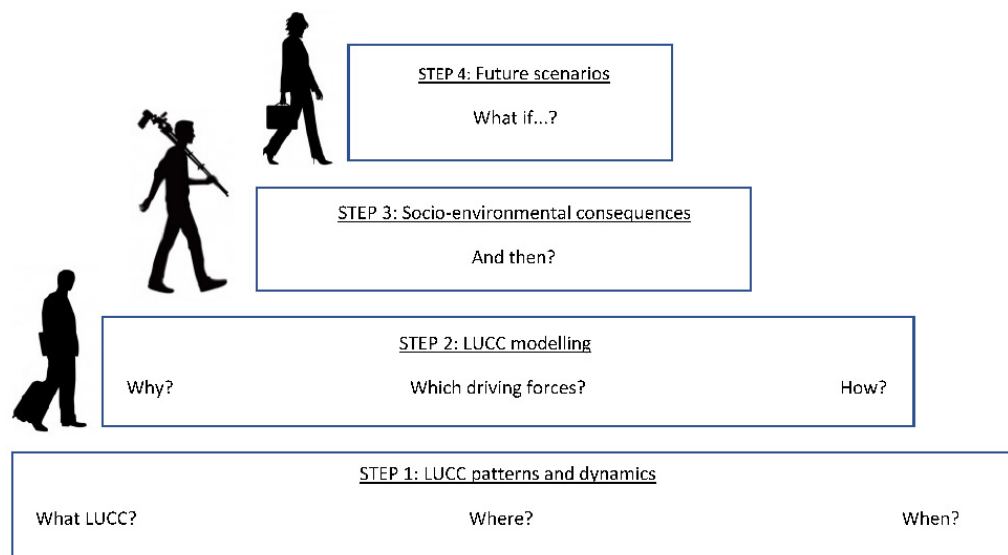 STEP 4: Future scenarios
What if...?
STEP 3: Socio-environmental consequences
And then?
STEP 2: LUCC modelling
Why? Which driving forces? How?
STEP 1: LUCC patterns and dynamics
What LUCC? Where? When?